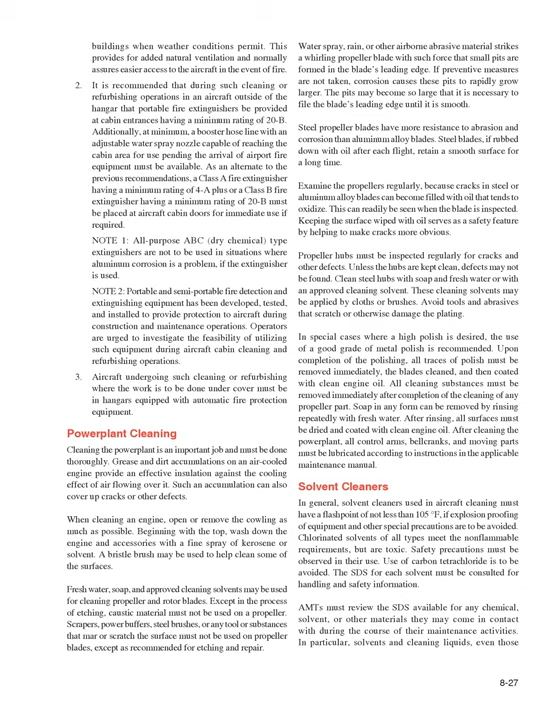 buildings when weather conditions permit. This
provides for added natural ventilation and normally
assures easier access to the aircraft in the event of fire.
2. It is recommended that during such cleaning or
refurbishing operations in an aircraft outside of the
hangar that portable fire extinguishers be provided
at cabin entrances having a minimum rating of 20-B.
Additionally, at minimum, a booster hose line with an
adjustable water spray nozzle capable of reaching the
cabin area for use pending the arrival of airport fire
equipment must be available. As an alternate to the
previous recommendations, a Class A fire extinguisher
having a minimum rating of 4-A plus or a Class B fire
extinguisher having a minimum rating of 20-B must
be placed at aircraft cabin doors for immediate use if
required.
NOTE 1: All-purpose ABC (dry chemical) type
extinguishers are not to be used in situations where
aluminum corrosion is a problem, if the extinguisher
is used.
NOTE 2: Portable and semi-portable fire detection and
extinguishing equipment has been developed, tested,
and installed to provide protection to aircraft during
construction and maintenance operations. Operators
are urged to investigate the feasibility of utilizing
such equipment during aircraft cabin cleaning and
refurbishing operations.
3. Aircraft undergoing such cleaning or refurbishing
where the work is to be done under cover must be
in hangars equipped with automatic fire protection
equipment.
Powerplant Cleaning
Cleaning the powerplant is an important job and must be done
thoroughly. Grease and dirt accumulations on an air-cooled
engine provide an effective insulation against the cooling
effect of air flowing over it. Such an accumulation can also
cover up cracks or other defects.
When cleaning an engine, open or remove the cowling as
much as possible. Beginning with the top, wash down the
engine and accessories with a fine spray of kerosene or
solvent. A bristle brush may be used to help clean some of
the surfaces.
Fresh water, soap, and approved cleaning solvents may be used
for cleaning propeller and rotor blades. Except in the process
of etching, caustic material must not be used on a propeller.
Scrapers, power buffers, steel brushes, or any tool or substances
that mar or scratch the surface must not be used on propeller
blades, except as recommended for etching and repair.
Water spray, rain, or other airborne abrasive material strikes
a whirling propeller blade with such force that small pits are
formed in the blade's leading edge. If preventive measures
are not taken, corrosion causes these pits to rapidly grow
larger. The pits may become so large that it is necessary to
file the blade's leading edge until it is smooth.
Steel propeller blades have more resistance to abrasion and
corrosion than aluminum alloy blades. Steel blades, if rubbed
down with oil after each flight, retain a smooth surface for
a long time.
Examine the propellers regularly, because cracks in steel or
aluminum alloy blades can become filled with oil that tends to
oxidize. This can readily be seen when the blade is inspected.
Keeping the surface wiped with oil serves as a safety feature
by helping to make cracks more obvious.
Propeller hubs must be inspected regularly for cracks and
other defects. Unless the hubs are kept clean, defects may not
be found. Clean steel hubs with soap and fresh water or with
an approved cleaning solvent. These cleaning solvents may
be applied by cloths or brushes. Avoid tools and abrasives
that scratch or otherwise damage the plating.
In special cases where a high polish is desired, the use
of a good grade of metal polish is recommended. Upon
completion of the polishing, all traces of polish must be
removed immediately, the blades cleaned, and then coated
with clean engine oil. All cleaning substances must be
removed immediately after completion of the cleaning of any
propeller part. Soap in any form can be removed by rinsing
repeatedly with fresh water. After rinsing, all surfaces must
be dried and coated with clean engine oil. After cleaning the
powerplant, all control arms, bellcranks, and moving parts
must be lubricated according to instructions in the applicable
maintenance manual.
Solvent Cleaners
In general, solvent cleaners used in aircraft cleaning must
have a flashpoint of not less than 105 °F, if explosion proofing
of equipment and other special precautions are to be avoided.
Chlorinated solvents of all types meet the nonflammable
requirements, but are toxic. Safety precautions must be
observed in their use. Use of carbon tetrachloride is to be
avoided. The SDS for each solvent must be consulted for
handling and safety information.
AMTs must review the SDS available for any chemical,
solvent, or other materials they may come in contact
with during the course of their maintenance activities.
In particular, solvents and cleaning liquids, even those
8-27